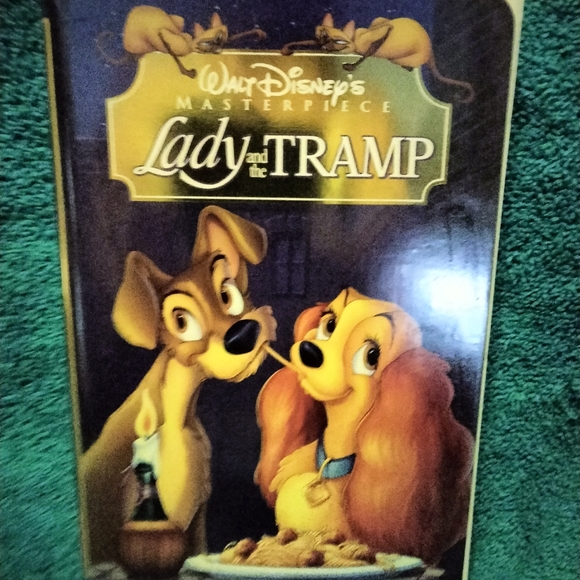 Walt Disney's
MASTERPIECE
Lady and the TRAMP